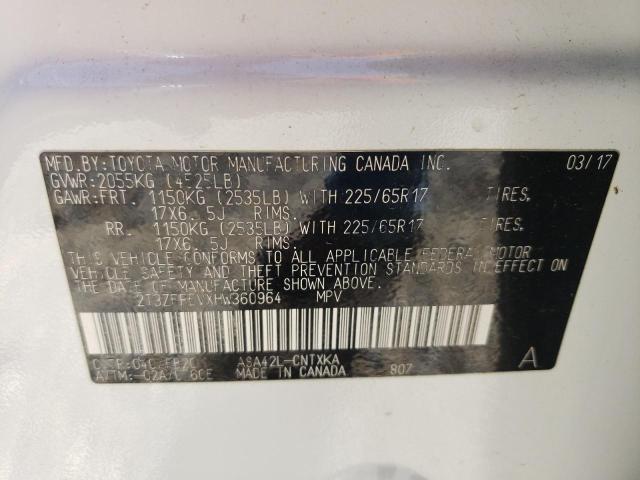 MFD. BY: TOYOTA MOTOR MANUFACTURING CANADA INC. 03/17
GVWR: 2055KG (4525LB)
GAWR: FRT. 1150KG (2535LB) WITH 225/65R17 TIRES,
17X6. 5J RIMS:
RR. 1150KG (2535LB) WITH 225/65R17 TIRES,
17X6. 5J RIMS:
THIS VEHICLE CONFORMS TO ALL APPLICABLE FEDERAL MOTOR
VEHICLE SAFETY AND THEFT PREVENTION STANDARDS IN EFFECT ON
THE DATE OF MANUFACTURE SHOWN ABOVE.
MPV
ASA42L-CNTXKA
MADE IN CANADA 807 A